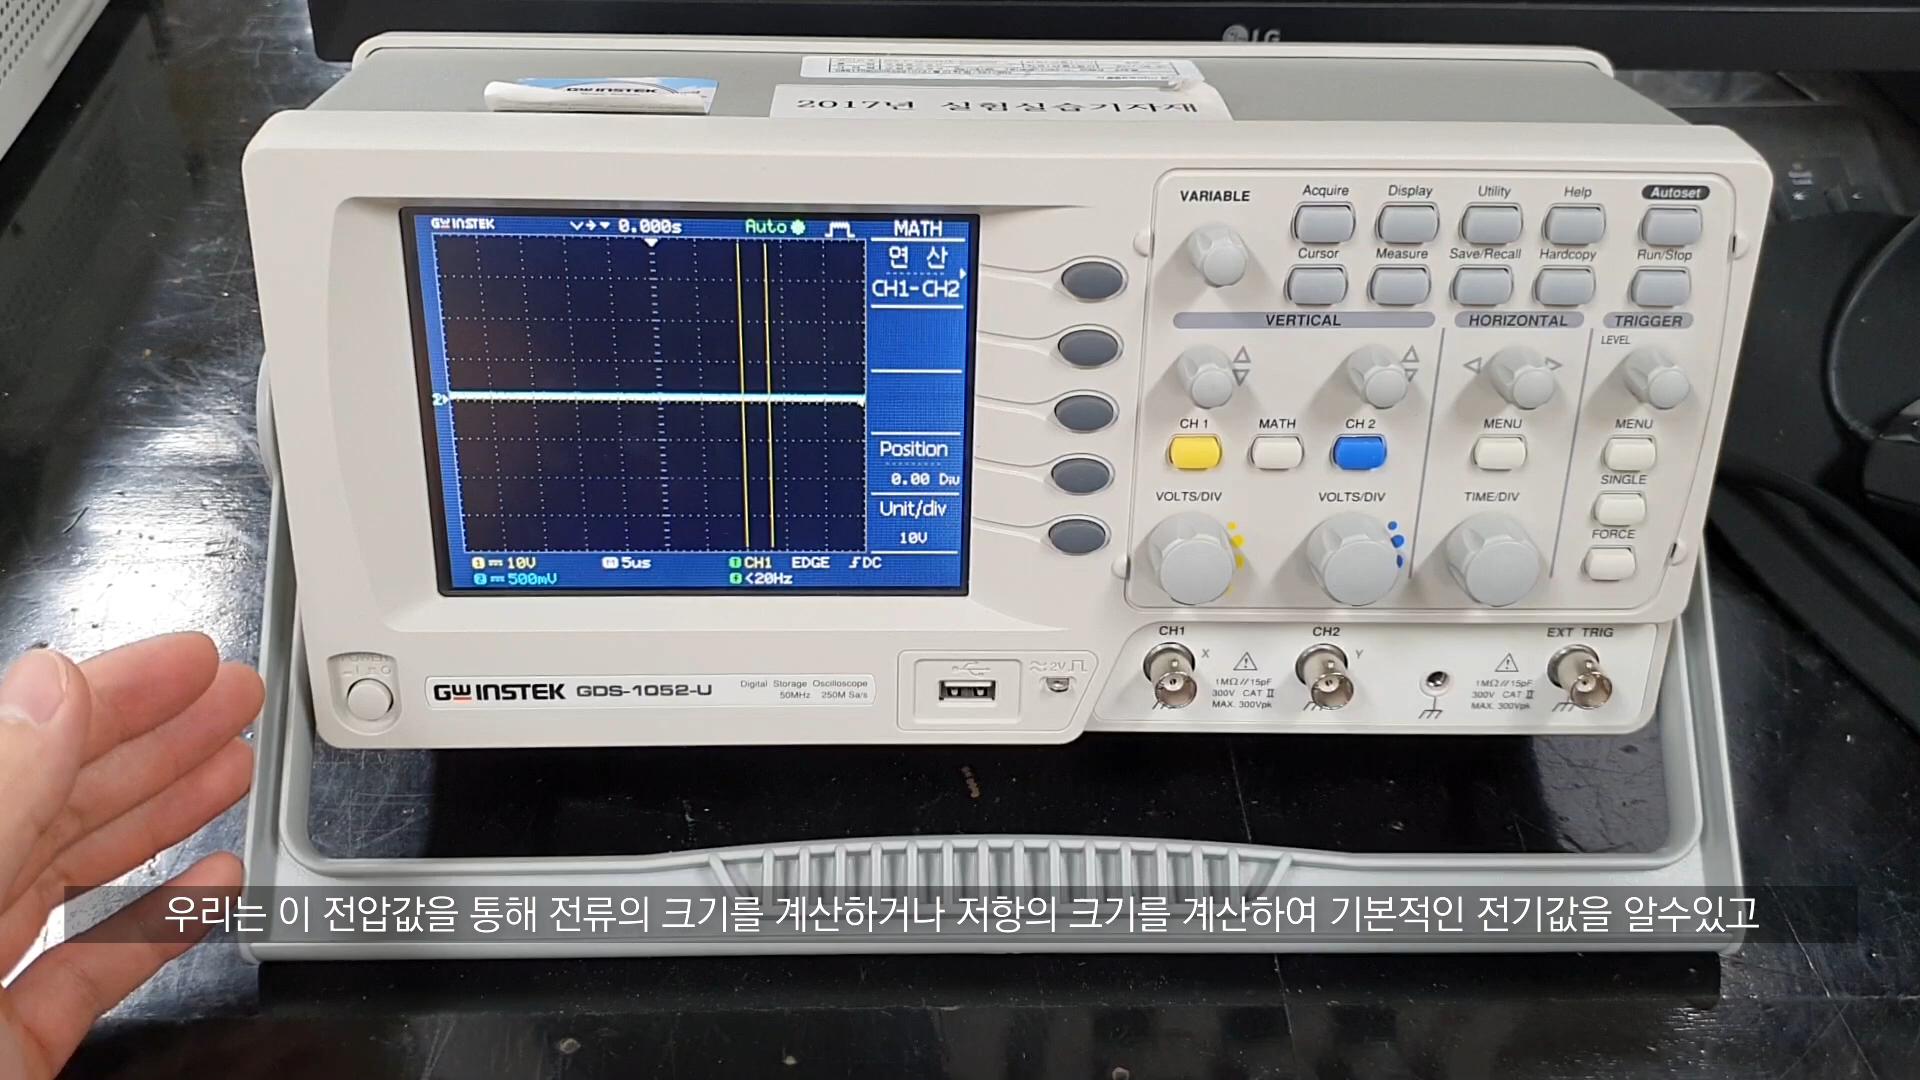 LG
GW INSTEK
2017년 실험실습기자재
VARIABLE
Acquire
Display
Utility
Help
Autoset
Cursor
Measure
Save/Recall
Hardcopy
Run/Stop
VERTICAL
HORIZONTAL
TRIGGER
LEVEL
CH 1
MATH
CH 2
MENU
MENU
SINGLE
VOLTS/DIV
VOLTS/DIV
TIME/DIV
FORCE
GW INSTEK
0.000s
Auto
MATH
연 산
CH1-CH2
2
Position
0.00 Div
Unit/div
10V
1 10V
M 5us
T CH1 EDGE DC
2 500mV
f <20Hz
POWER
GW INSTEK GDS-1052-U
Digital Storage Oscilloscope
50MHz 250M Sa/s
≈2V
CH1
X
1MΩ//15pF
300V CAT II
MAX. 300Vpk
CH2
Y
1MΩ//15pF
300V CAT II
MAX. 300Vpk
EXT TRIG
우리는 이 전압값을 통해 전류의 크기를 계산하거나 저항의 크기를 계산하여 기본적인 전기값을 알수있고